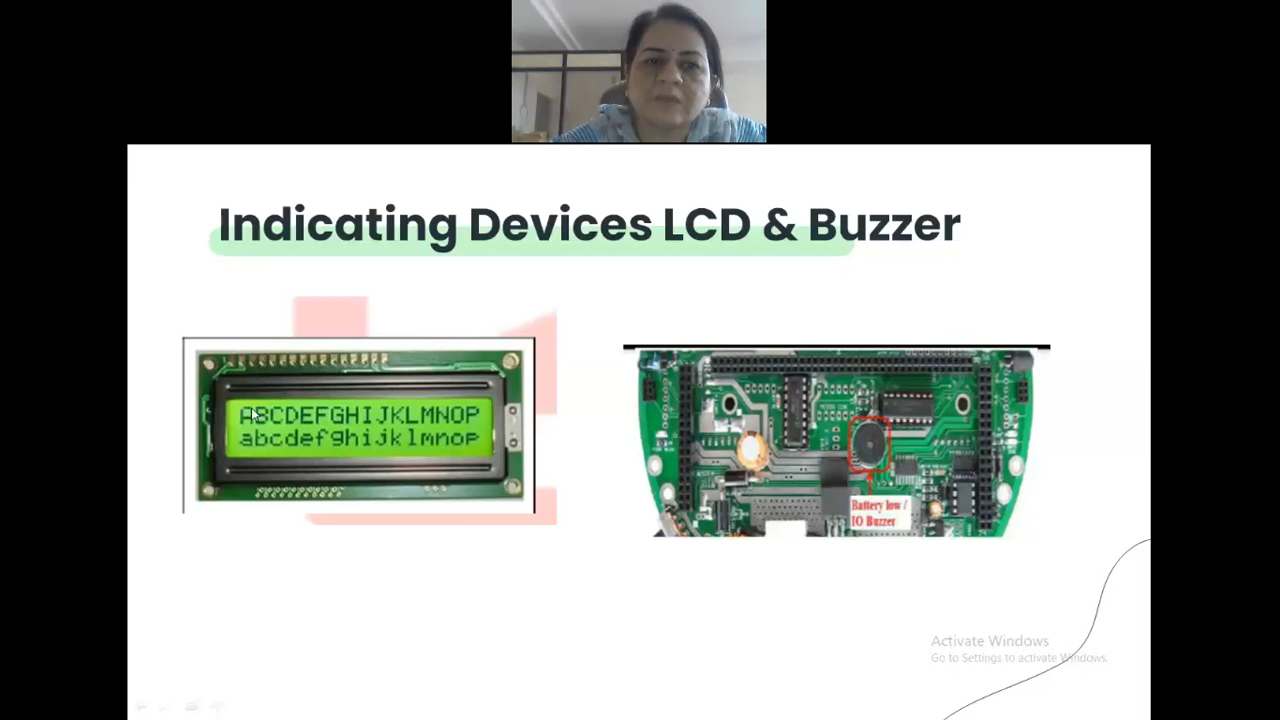 Indicating Devices LCD & Buzzer
ABCDEFGHIJKLMNOP
abcdefghijklmnop
Battery low /
IO Buzzer
Activate Windows
Go to Settings to activate Windows.